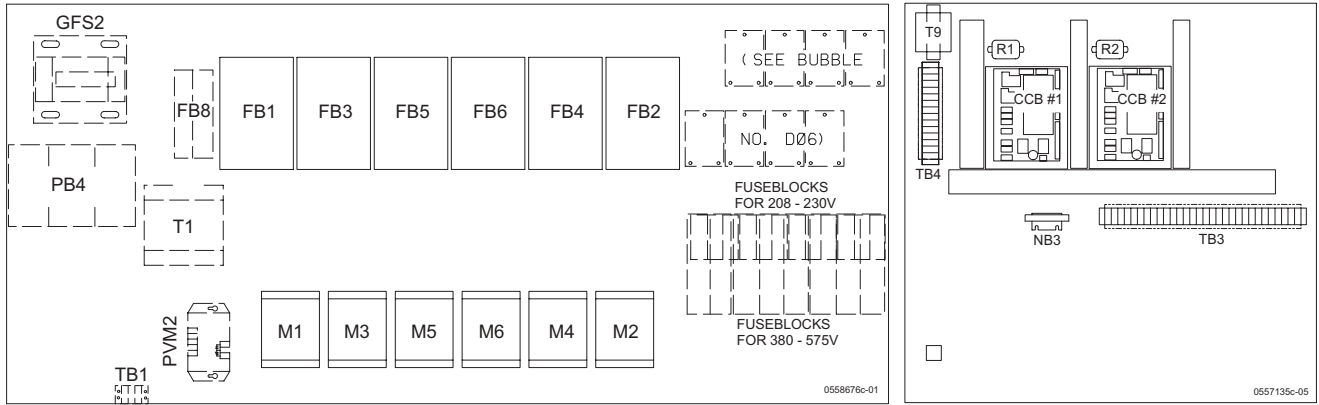 GFS2
FB8
FB1
FB3
FB5
FB6
FB4
FB2
(SEE BUBBLE
NO. DØ6)
PB4
T1
FUSEBLOCKS
FOR 208 - 230V
FUSEBLOCKS
FOR 380 - 575V
PVM2
M1
M3
M5
M6
M4
M2
TB1
0558676c-01
T9
R1
R2
CCB #1
CCB #2
TB4
NB3
TB3
0557135c-05